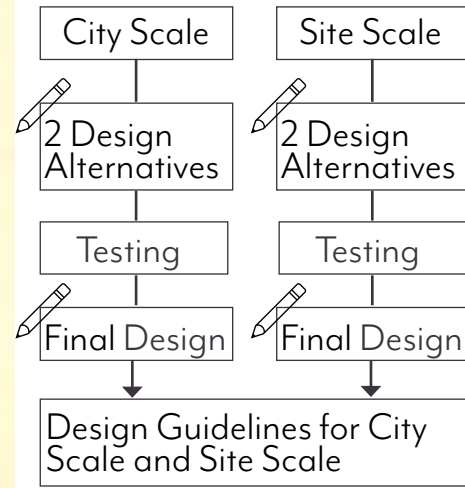 City Scale
Site Scale
2 Design
Alternatives
2 Design
Alternatives
Testing
Testing
Final Design
Final Design
Design Guidelines for City
Scale and Site Scale